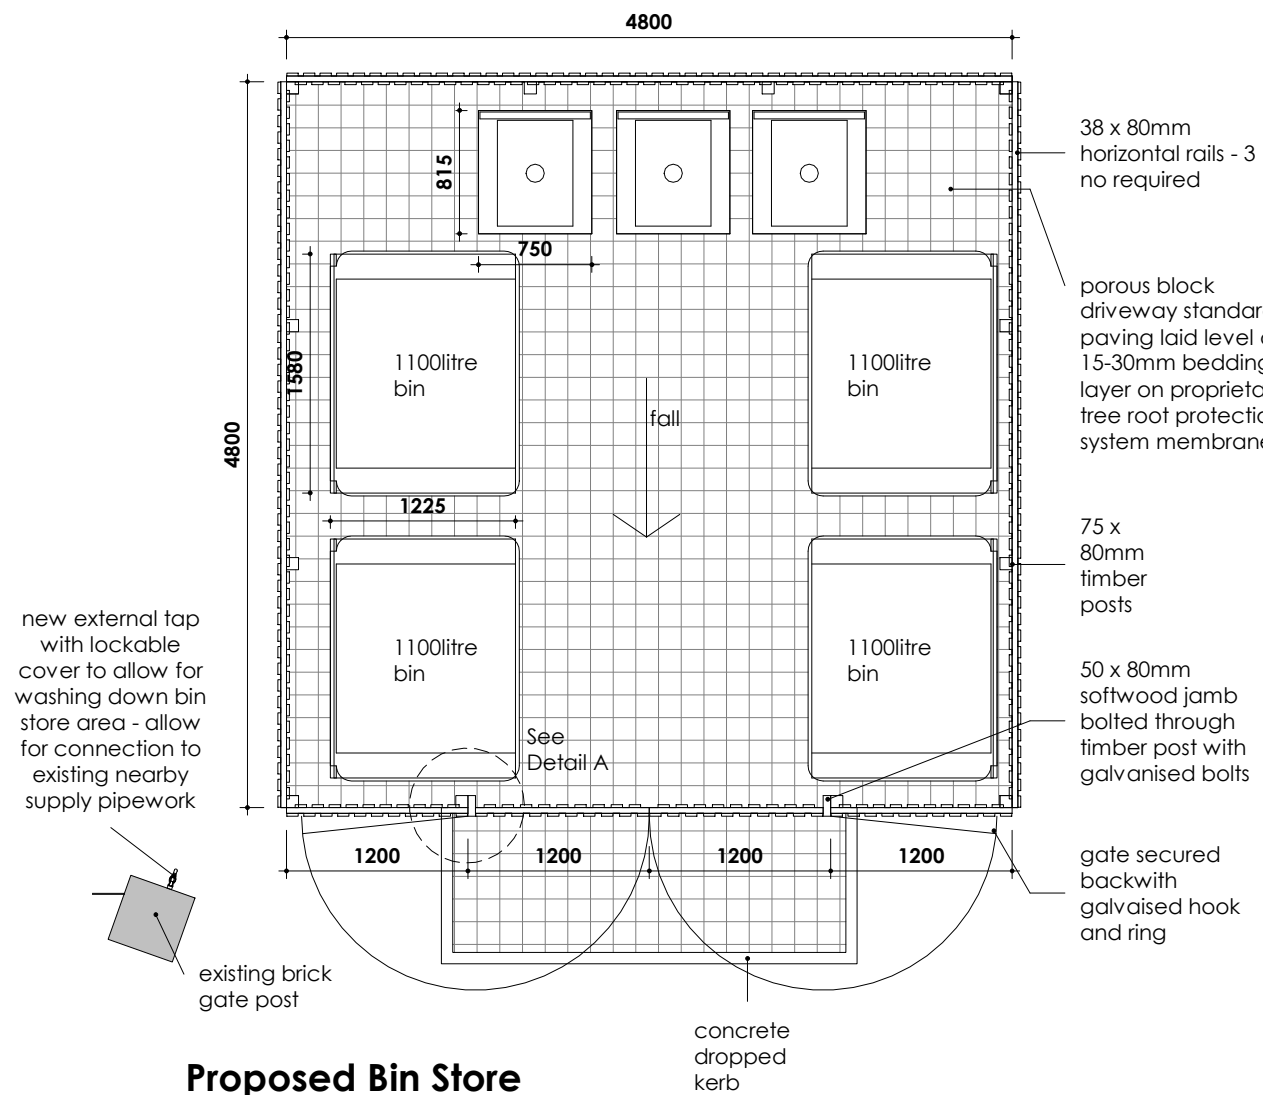 4800
38 x 80mm
horizontal rails - 3
no required
815
750
porous block
driveway standar
paving laid level
15-30mm bedding
layer on
tree root
system membrane
1580
1100litre
bin
1100litre
bin
fall
4800
1225
75 x
80mm
timber
posts
new external tap
with lockable
cover to allow for
washing down bin
store area - allow
for connection to
existing nearby
supply pipework
1100litre
bin
1100litre
bin
50 x 80mm
softwood jamb
bolted through
timber post with
galvanised bolts
See
Detail A
1200
1200
1200
1200
gate secured
backwith
galvaised hook
and ring
existing brick
gate post
concrete
dropped
kerb
Proposed Bin Store